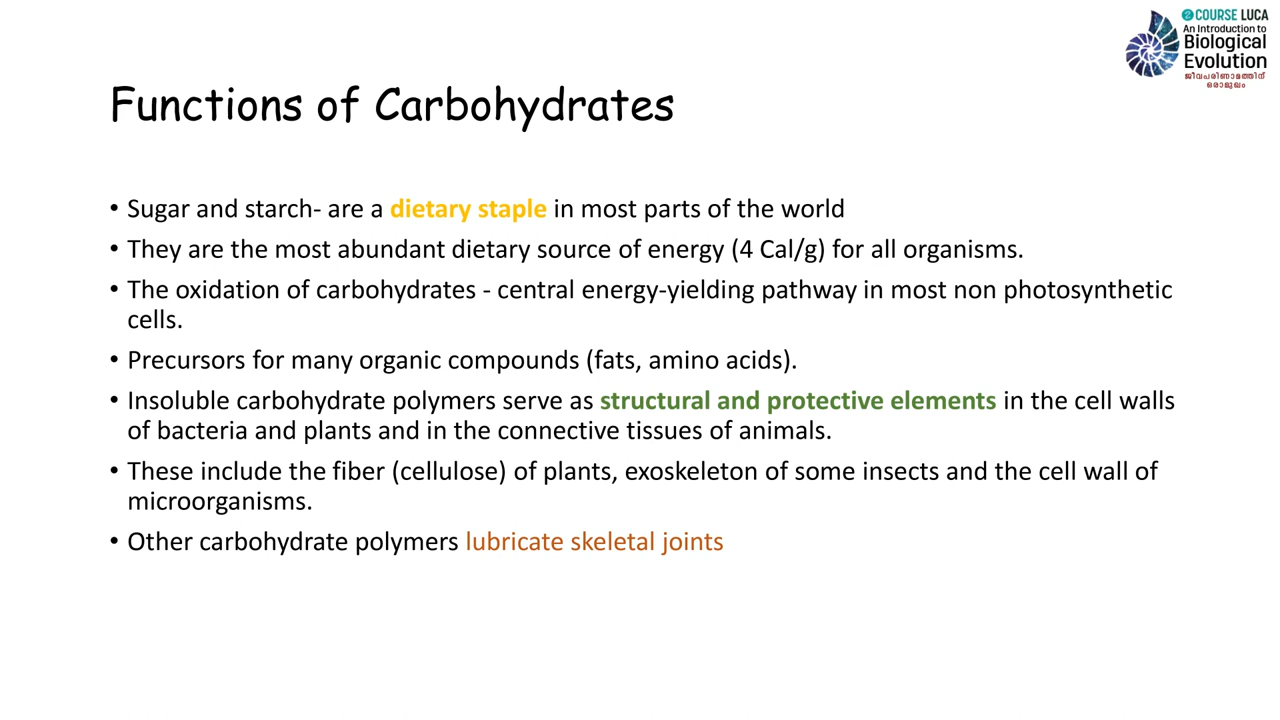 COURSE LUCA
An Introduction to
Biological
Evolution
ജീവപരിണാമത്തിന്
ഒരാമുഖം
Functions of Carbohydrates
• Sugar and starch- are a dietary staple in most parts of the world
• They are the most abundant dietary source of energy (4 Cal/g) for all organisms.
• The oxidation of carbohydrates - central energy-yielding pathway in most non photosynthetic
cells.
• Precursors for many organic compounds (fats, amino acids).
• Insoluble carbohydrate polymers serve as structural and protective elements in the cell walls
of bacteria and plants and in the connective tissues of animals.
• These include the fiber (cellulose) of plants, exoskeleton of some insects and the cell wall of
microorganisms.
• Other carbohydrate polymers lubricate skeletal joints